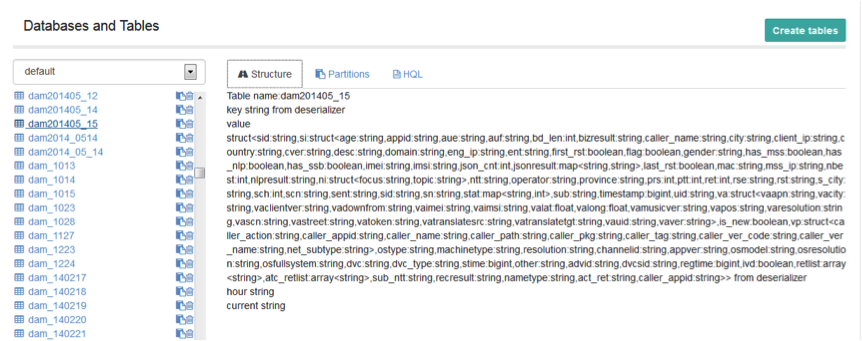 Databases and Tables
Create tables
default
dam201405_12
dam201405_14
dam201405_15
dam2014_0514
dam2014_05_14
dam_1013
dam_1014
dam_1015
dam_1023
dam_1028
dam_1127
dam_1223
dam_1224
dam_140217
dam_140218
dam_140219
dam_140220
dam_140221
Structure
Partitions
HQL
Table name:dam201405_15
key string from deserializer
value
struct<sid:string,si:struct<age:string,appid:string,aue:string,auf:string,bd_len:int,bizresult:string,caller_name:string,city:string,client_ip:string,c
ountry:string,cver:string,desc:string,domain:string,eng_ip:string,ent:string,first_rst:boolean,flag:boolean,gender:string,has_mss:boolean,has
_nlp:boolean,has_ssb:boolean,imei:string,imsi:string,json_cnt:int,jsonresult:map<string,string>,last_rst:boolean,mac:string,mss_ip:string,nbe
st:int,nlpresult:string,ni:struct<focus:string,topic:string>,ntt:string,operator:string,province:string,prs:int,ptt:int,ret:int,rse:string,rst:string,s_city:
string,sch:int,scn:string,sent:string,sid:string,sn:string,stat:map<string,int>,sub:string,timestamp:bigint,uid:string,va:struct<vaapn:string,vacity:
string,vaclientver:string,vadownfrom:string,vaimei:string,vaimsi:string,valat:float,valong:float,vamusicver:string,vapos:string,varesolution:strin
g,vascn:string,vastreet:string,vatoken:string,vatranslatesrc:string,vatranslatetgt:string,vauid:string,vaver:string>,is_new:boolean,vp:struct<ca
ller_action:string,caller_appid:string,caller_name:string,caller_path:string,caller_pkg:string,caller_tag:string,caller_ver_code:string,caller_ver
_name:string,net_subtype:string>,ostype:string,machinetype:string,resolution:string,channelid:string,appver:string,osmodel:string,osresolutio
n:string,osfullsystem:string,dvc:string,dvc_type:string,stime:bigint,other:string,advid:string,dvcsid:string,regtime:bigint,ivd:boolean,retlist:array
<string>,atc_retlist:array<string>,sub_ntt:string,recresult:string,nametype:string,act_ret:string,caller_appid:string>> from deserializer
hour string
current string